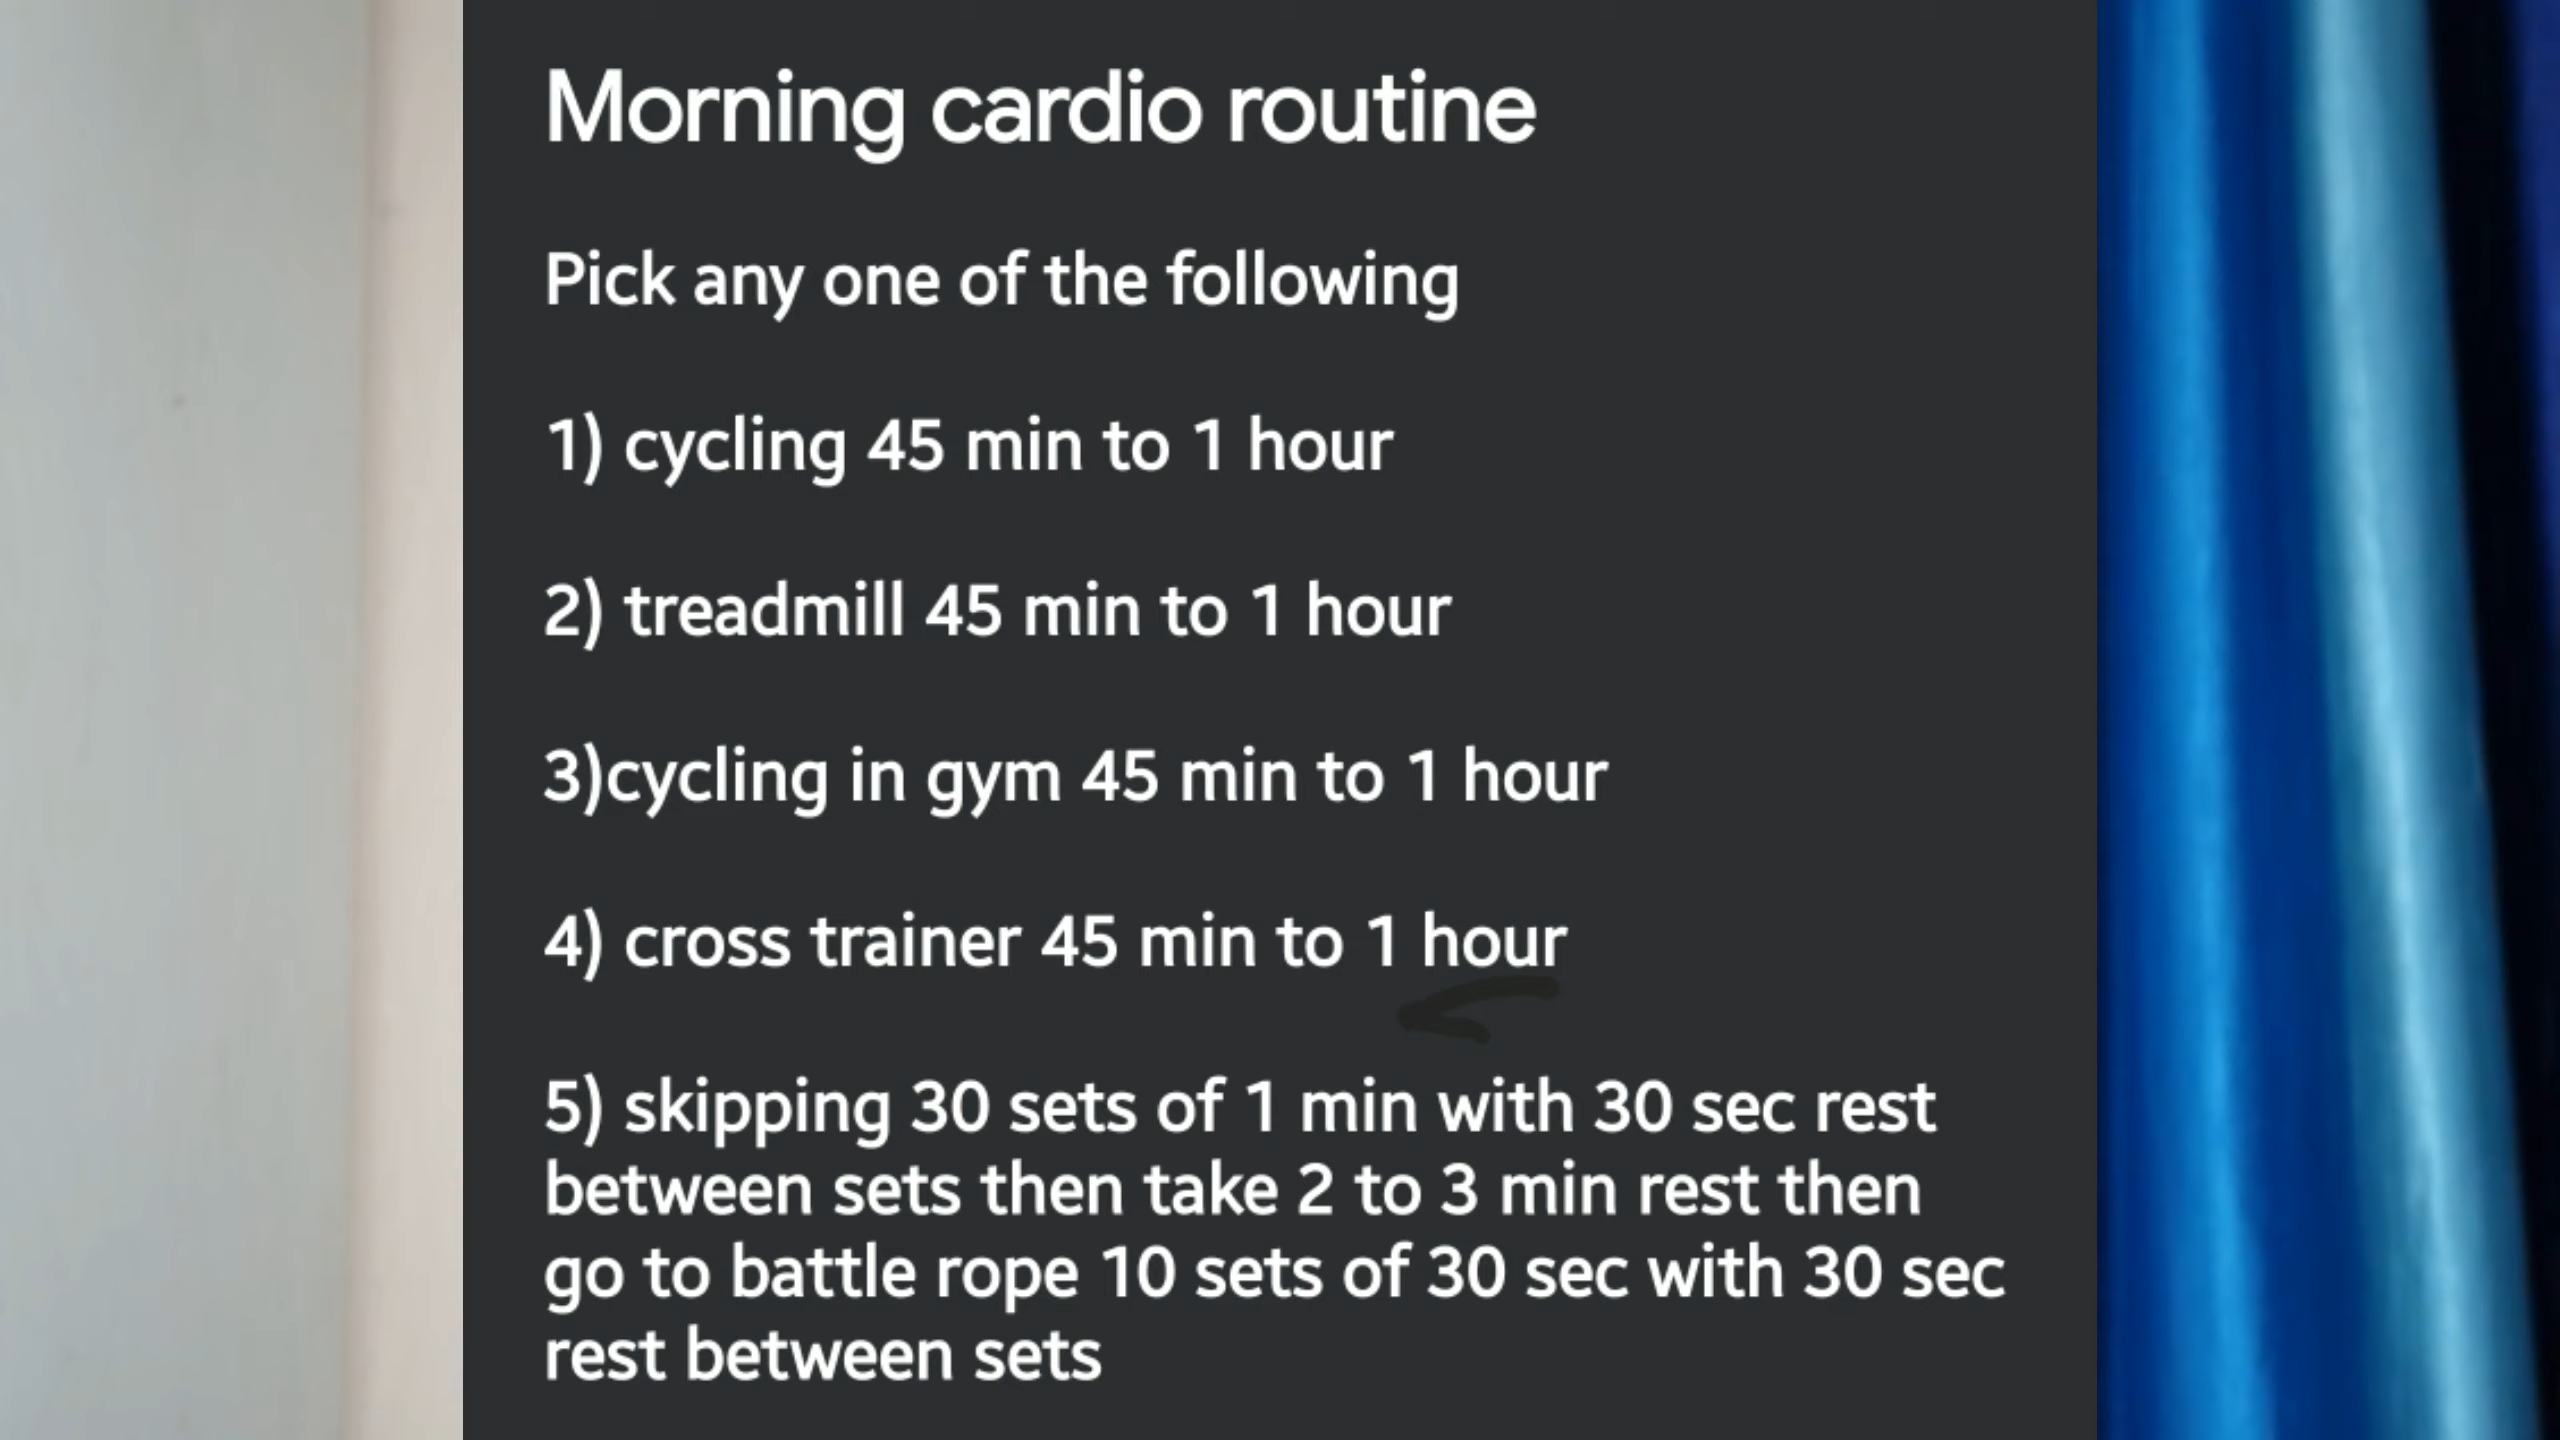 Morning cardio routine
Pick any one of the following
1) cycling 45 min to 1 hour
2) treadmill 45 min to 1 hour
3)cycling in gym 45 min to 1 hour
4) cross trainer 45 min to 1 hour
5) skipping 30 sets of 1 min with 30 sec rest
between sets then take 2 to 3 min rest then
go to battle rope 10 sets of 30 sec with 30 sec
rest between sets